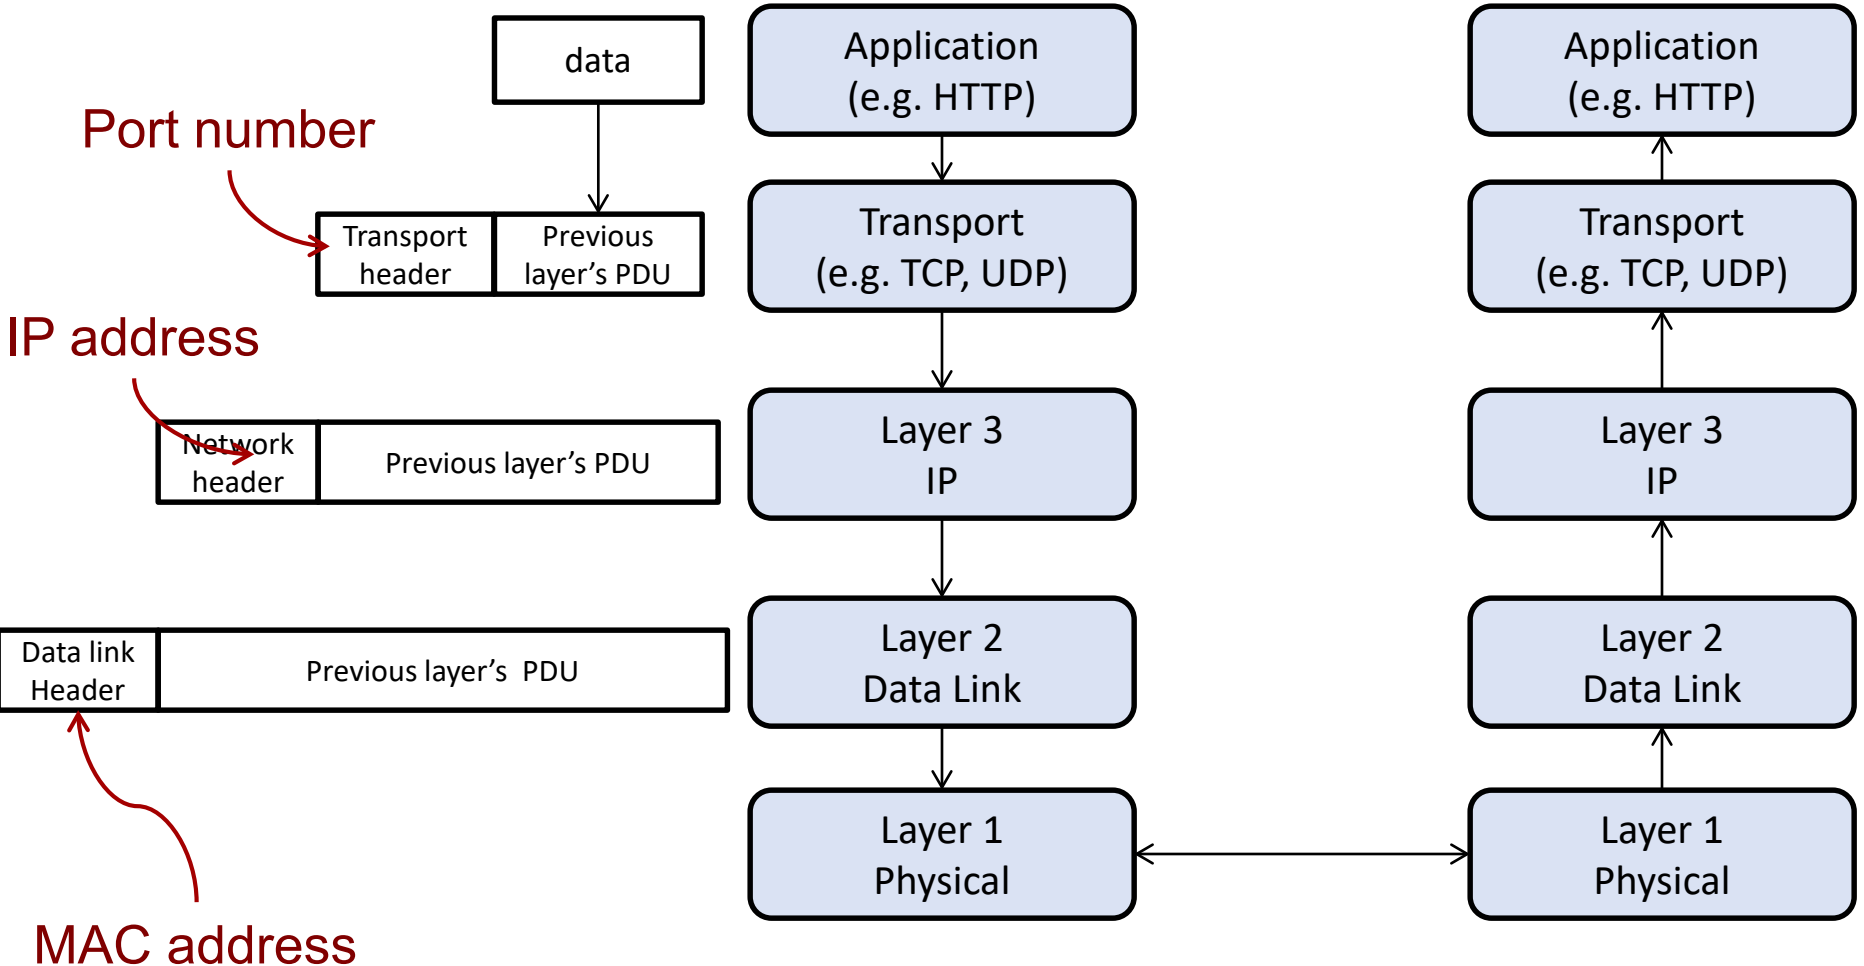 data
Application
(e.g. HTTP)
Application
(e.g. HTTP)
Port number
Transport
header
Previous
layer’s PDU
Transport
(e.g. TCP, UDP)
Transport
(e.g. TCP, UDP)
IP address
Network
header
Previous layer’s PDU
Layer 3
IP
Layer 3
IP
Data link
Header
Previous layer’s PDU
Layer 2
Data Link
Layer 2
Data Link
Layer 1
Physical
Layer 1
Physical
MAC address